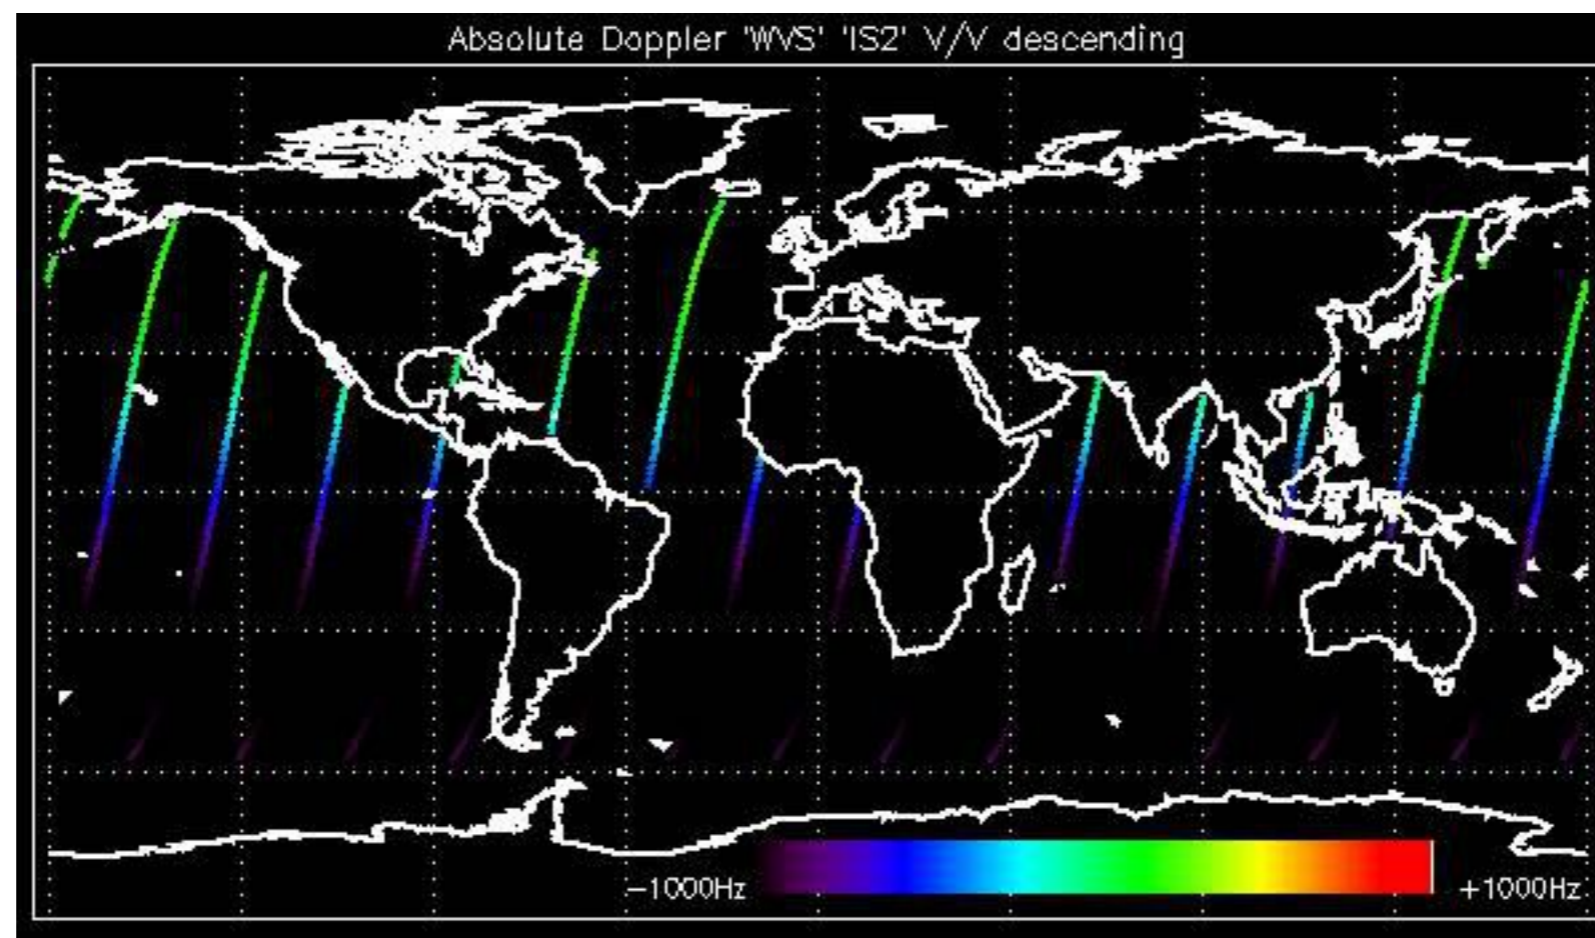 Absolute Doppler 'WVS' 'IS2' V/V descending
−1000Hz
+1000Hz